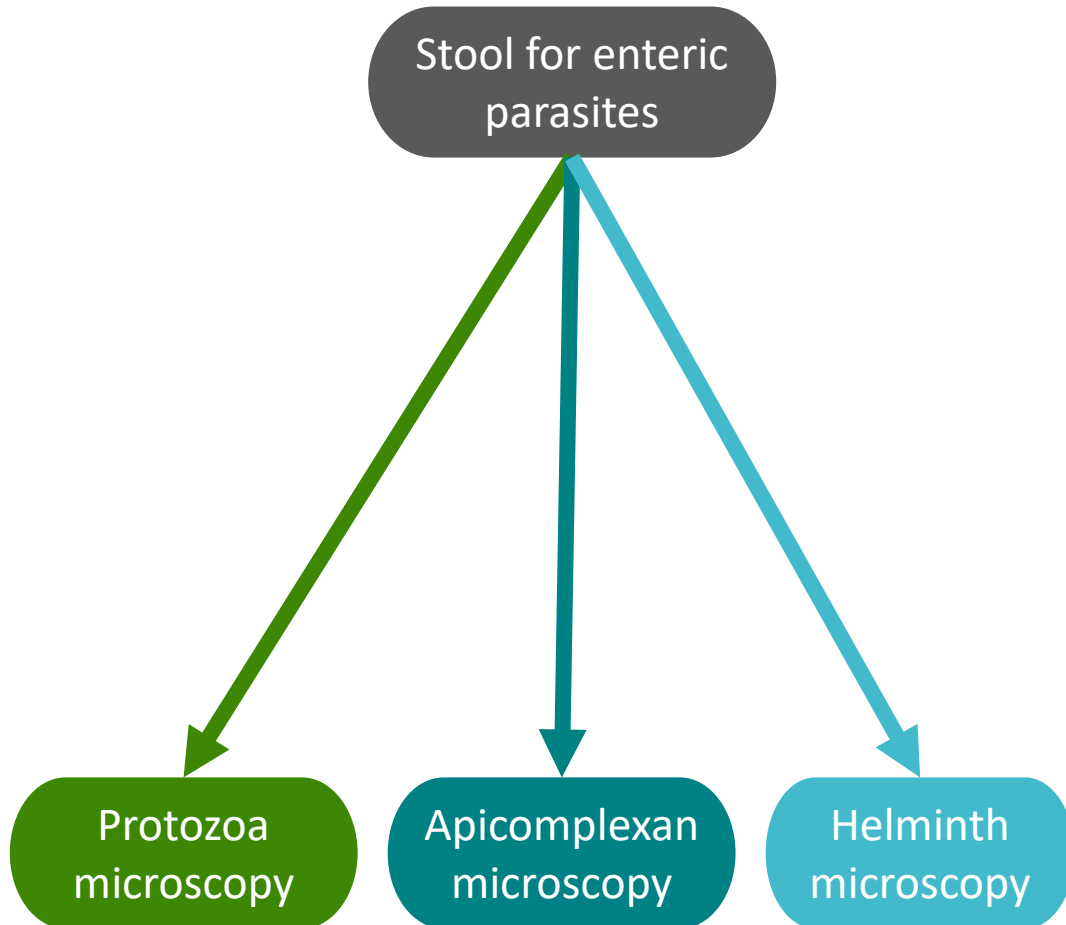 Stool for enteric
parasites
Protozoa
microscopy
Apicomplexan
microscopy
Helminth
microscopy